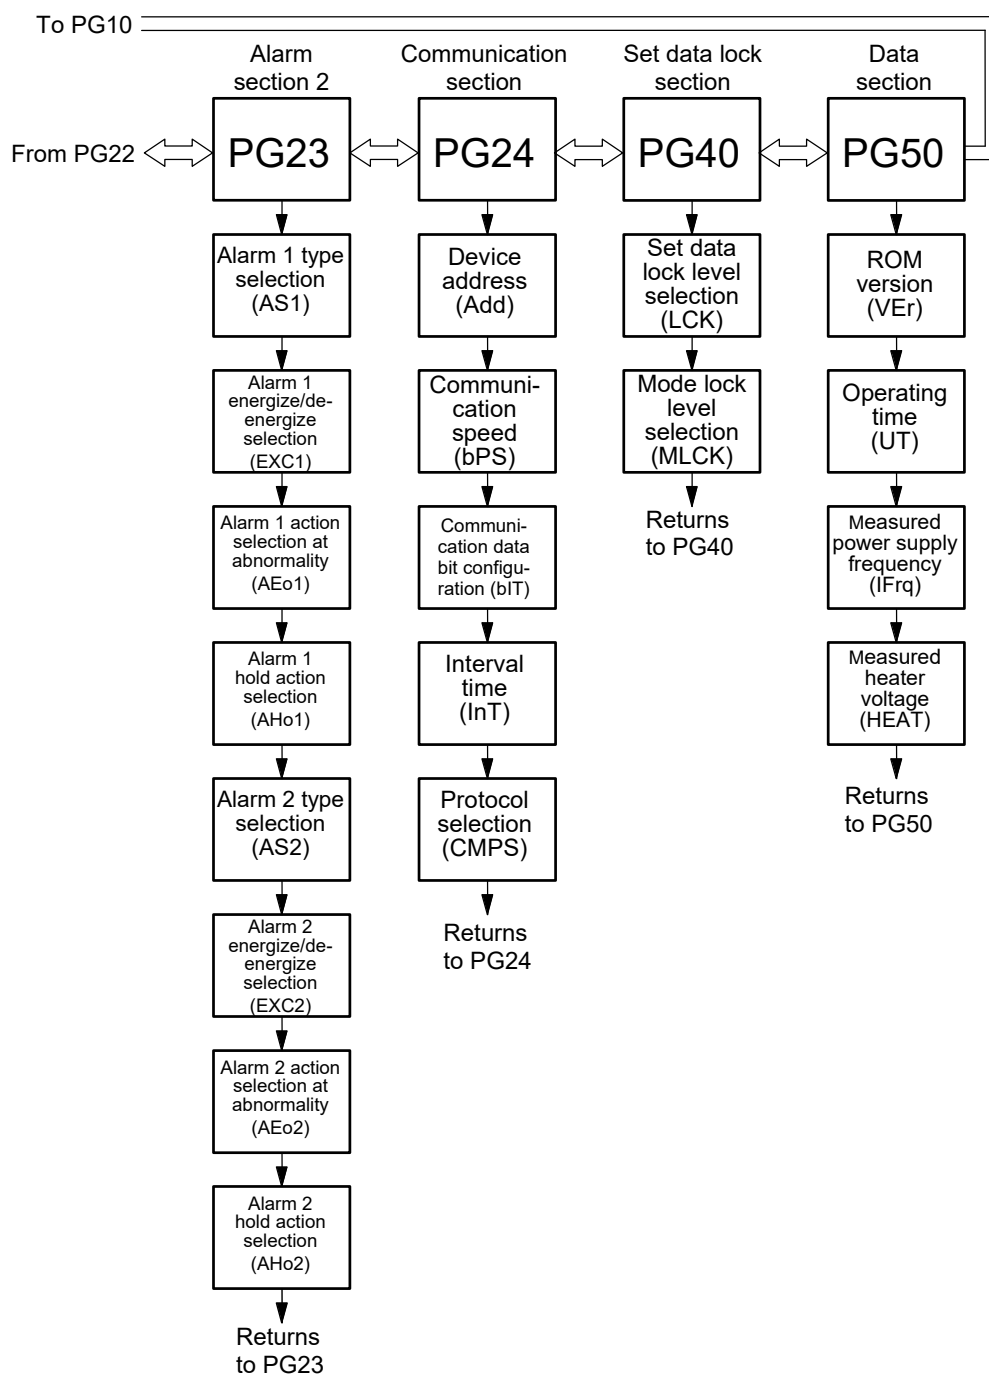 To PG10
Alarm
section 2
Communication
section
Set data lock
section
Data
section
From PG22
PG23
PG24
PG40
PG50
Alarm 1 type
selection
(AS1)
Alarm 1
energize/de-
energize
selection
(EXC1)
Alarm 1 action
selection at
abnormality
(AEo1)
Alarm 1
hold action
selection
(AHo1)
Alarm 2 type
selection
(AS2)
Alarm 2
energize/de-
energize
selection
(EXC2)
Alarm 2 action
selection at
abnormality
(AEo2)
Alarm 2
hold action
selection
(AHo2)
Returns
to PG23
Device
address
(Add)
Communi-
cation
speed
(bPS)
Communi-
cation data
bit configu-
ration (bIT)
Interval
time
(InT)
Protocol
selection
(CMPS)
Returns
to PG24
Set data
lock level
selection
(LCK)
Mode lock
level
selection
(MLCK)
Returns
to PG40
ROM
version
(VEr)
Operating
time
(UT)
Measured
power supply
frequency
(IFrq)
Measured
heater
voltage
(HEAT)
Returns
to PG50